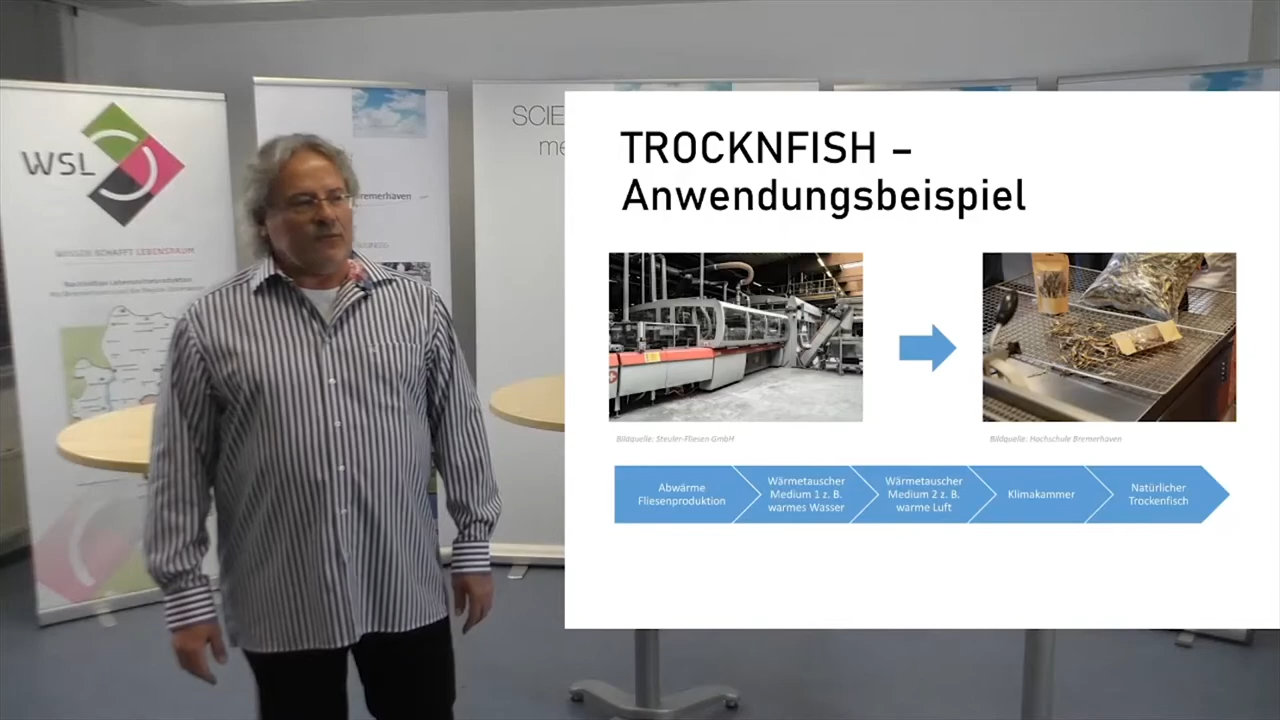 WSL
WISSEN SCHAFFT LEBENSRAUM
Bremerhaven
SCIE
me
TROCKNFISH –
Anwendungsbeispiel
Bildquelle: Steuler-Fliesen GmbH
Bildquelle: Hochschule Bremerhaven
Abwärme
Fliesenproduktion
Wärmetauscher
Medium 1 z. B.
warmes Wasser
Wärmetauscher
Medium 2 z. B.
warme Luft
Klimakammer
Natürlicher
Trockenfisch